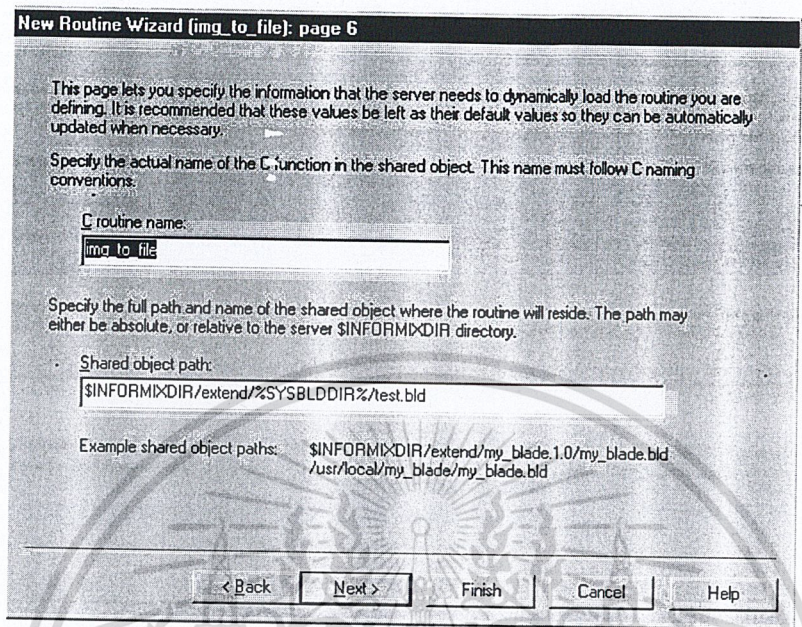 New Routine Wizard (img_to_file): page 6
This page lets you specify the information that the server needs to dynamically load the routine you are
defining. It is recommended that these values be left as their default values so they can be automatically
updated when necessary.
Specify the actual name of the C function in the shared object. This name must follow C naming
conventions.
C routine name:
img_to_file
Specify the full path and name of the shared object where the routine will reside. The path may
either be absolute, or relative to the server $INFORMIXDIR directory.
Shared object path:
$INFORMIXDIR/extend/%SYSBLDDIR%/test.bld
Example shared object paths: $INFORMIXDIR/extend/my_blade.1.0/my_blade.bld
/usr/local/my_blade/my_blade.bld
< Back Next > Finish Cancel Help